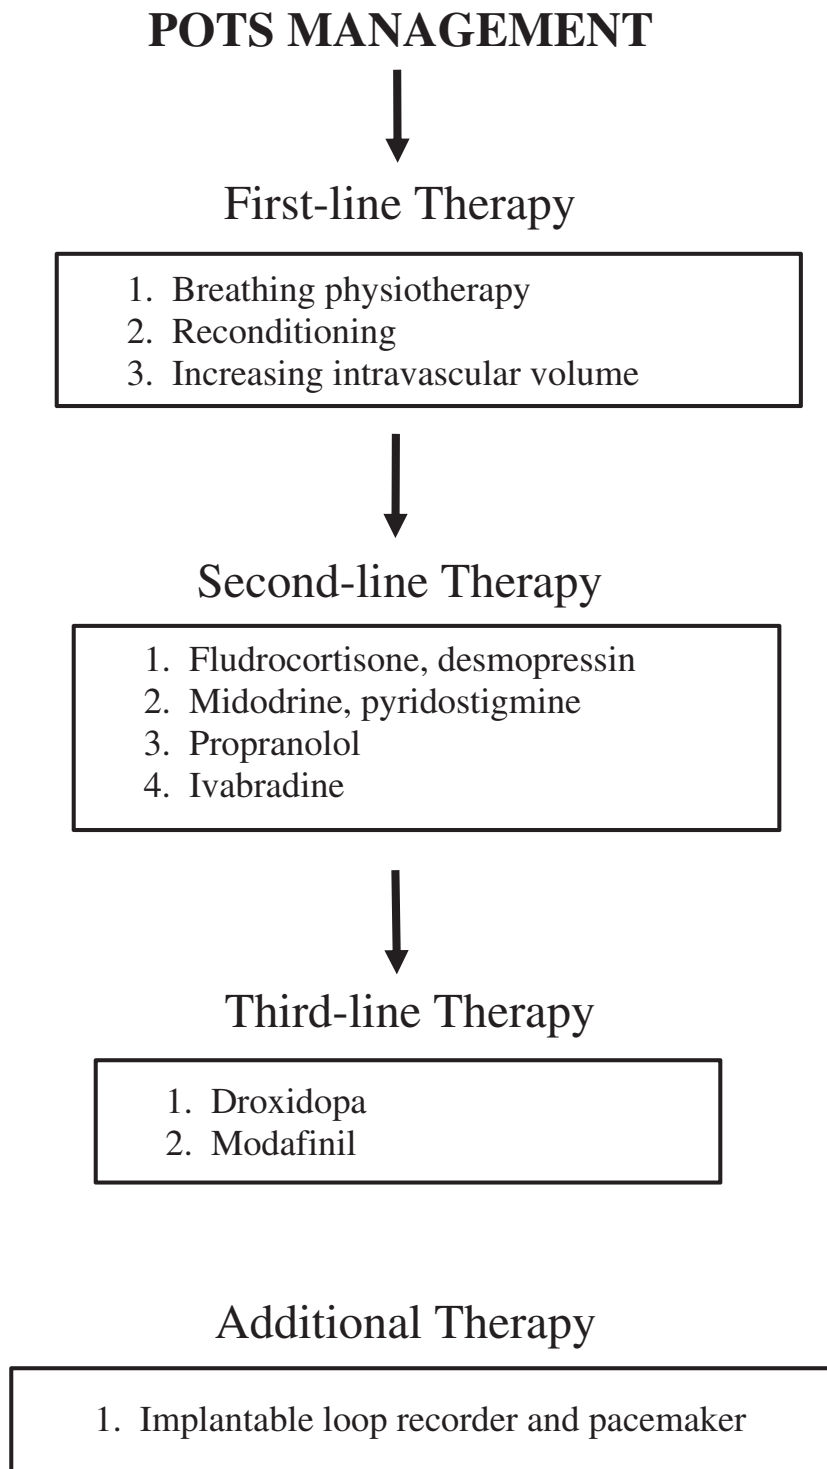 POTS MANAGEMENT
First-line Therapy
1. Breathing physiotherapy
2. Reconditioning
3. Increasing intravascular volume
Second-line Therapy
1. Fludrocortisone, desmopressin
2. Midodrine, pyridostigmine
3. Propranolol
4. Ivabradine
Third-line Therapy
1. Droxidopa
2. Modafinil
Additional Therapy
1. Implantable loop recorder and pacemaker